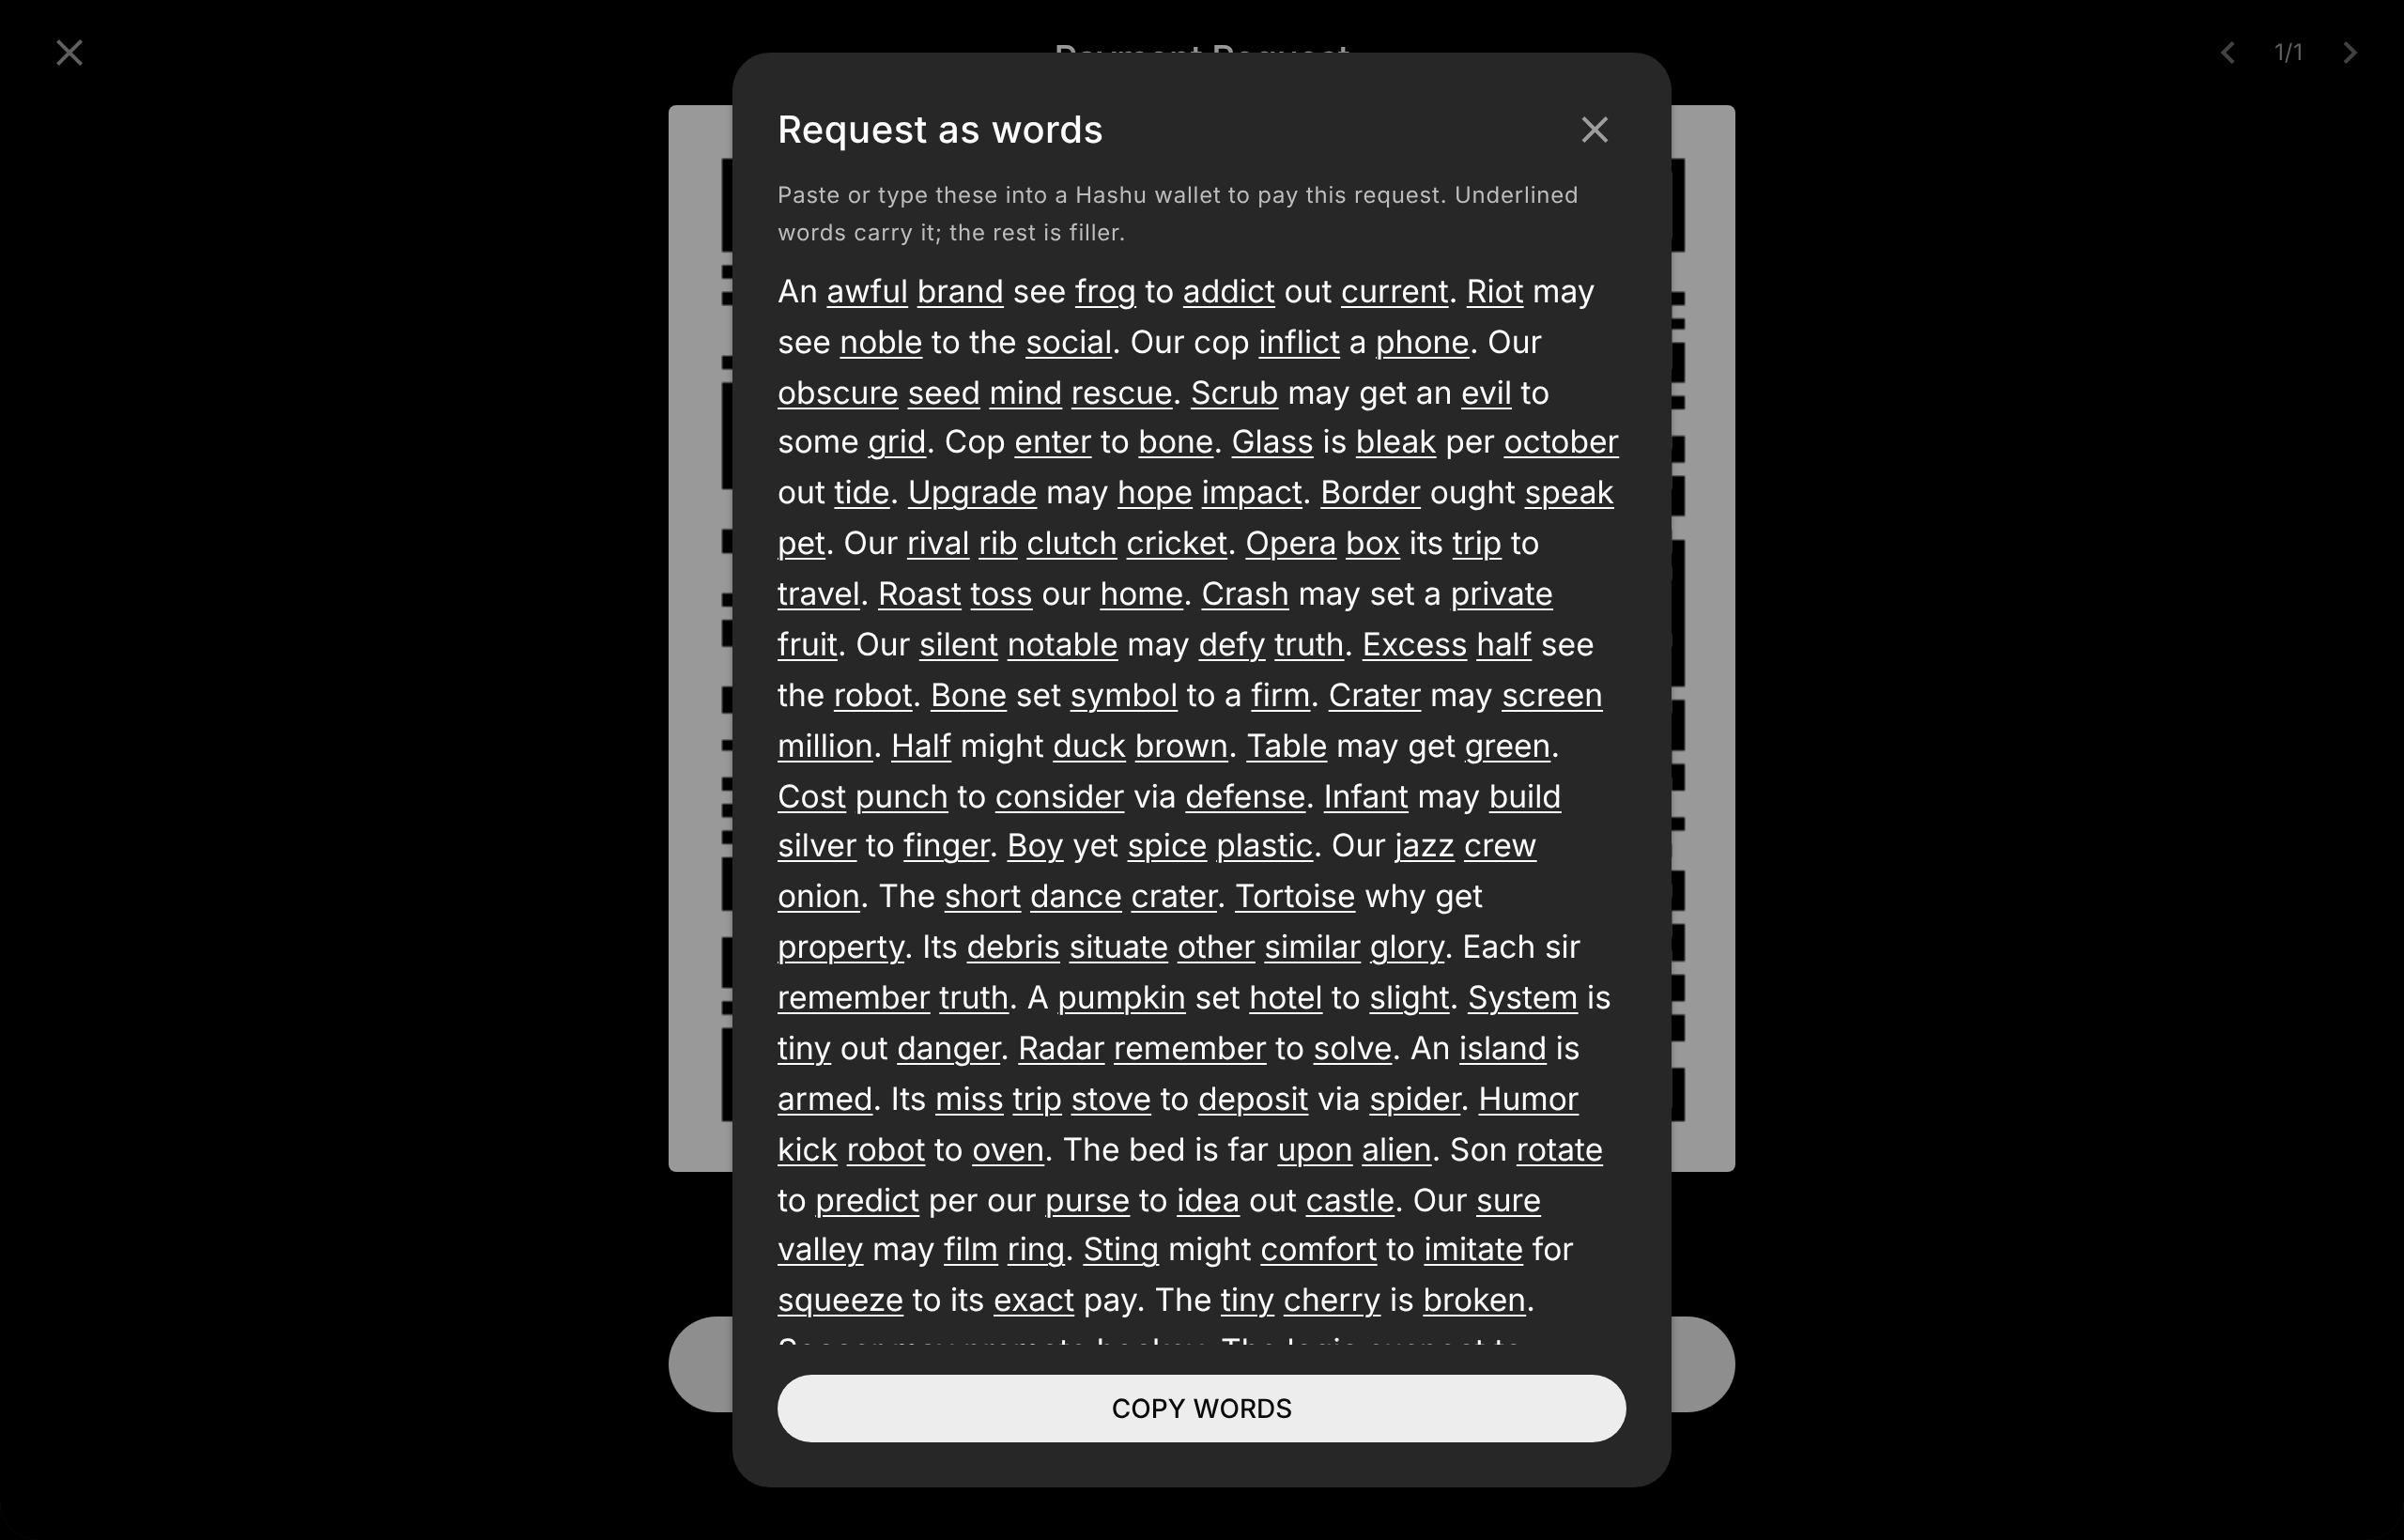 Payment Request
1/1
Request as words
Paste or type these into a Hashu wallet to pay this request. Underlined
words carry it; the rest is filler.
An awful brand see frog to addict out current. Riot may
see noble to the social. Our cop inflict a phone. Our
obscure seed mind rescue. Scrub may get an evil to
some grid. Cop enter to bone. Glass is bleak per october
out tide. Upgrade may hope impact. Border ought speak
pet. Our rival rib clutch cricket. Opera box its trip to
travel. Roast toss our home. Crash may set a private
fruit. Our silent notable may defy truth. Excess half see
the robot. Bone set symbol to a firm. Crater may screen
million. Half might duck brown. Table may get green.
Cost punch to consider via defense. Infant may build
silver to finger. Boy yet spice plastic. Our jazz crew
onion. The short dance crater. Tortoise why get
property. Its debris situate other similar glory. Each sir
remember truth. A pumpkin set hotel to slight. System is
tiny out danger. Radar remember to solve. An island is
armed. Its miss trip stove to deposit via spider. Humor
kick robot to oven. The bed is far upon alien. Son rotate
to predict per our purse to idea out castle. Our sure
valley may film ring. Sting might comfort to imitate for
squeeze to its exact pay. The tiny cherry is broken.
COPY WORDS